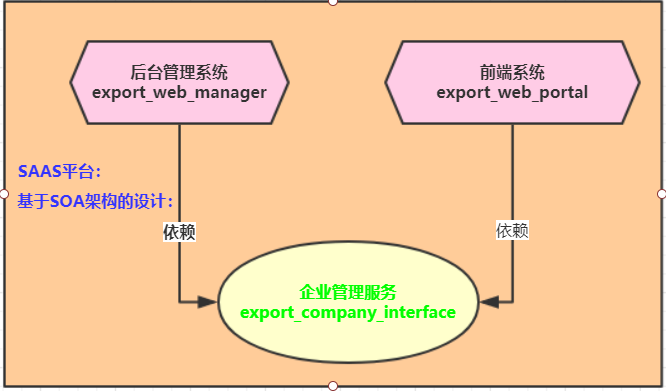 后台管理系统
export_web_manager
前端系统
export_web_portal
SAAS平台:
基于SOA架构的设计:
依赖
依赖
企业管理服务
export_company_interface